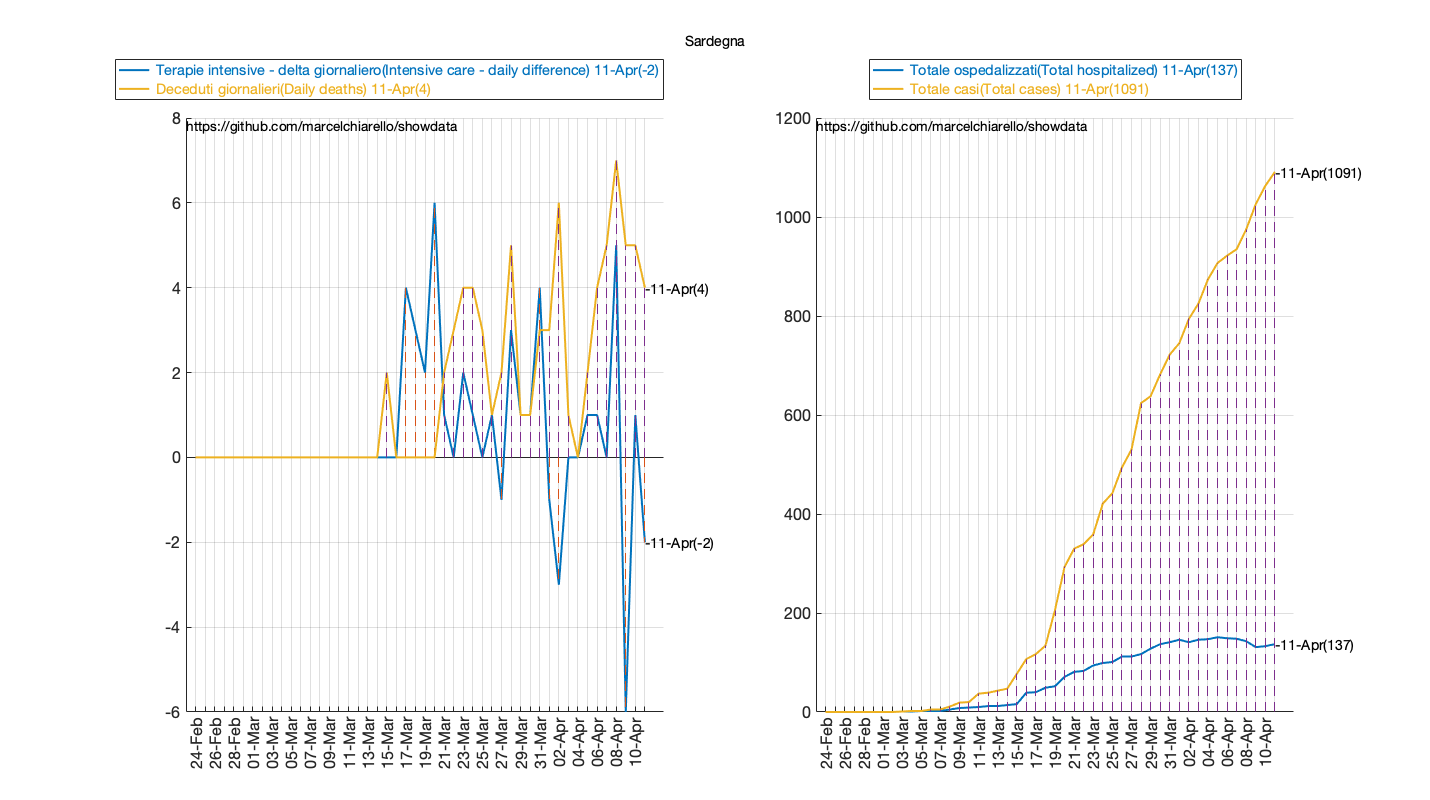 Sardegna
Terapie intensive - delta giornaliero(Intensive care - daily difference) 11-Apr(-2)
Deceduti giornalieri(Daily deaths) 11-Apr(4)
https://github.com/marcelchiarello/showdata
8
6
4
2
0
-2
-4
-6
-11-Apr(4)
-11-Apr(-2)
24-Feb
26-Feb
28-Feb
01-Mar
03-Mar
05-Mar
07-Mar
09-Mar
11-Mar
13-Mar
15-Mar
17-Mar
19-Mar
21-Mar
23-Mar
25-Mar
27-Mar
29-Mar
31-Mar
02-Apr
04-Apr
06-Apr
08-Apr
10-Apr
Totale ospedalizzati(Total hospitalized) 11-Apr(137)
Totale casi(Total cases) 11-Apr(1091)
https://github.com/marcelchiarello/showdata
1200
1000
800
600
400
200
0
-11-Apr(1091)
-11-Apr(137)
24-Feb
26-Feb
28-Feb
01-Mar
03-Mar
05-Mar
07-Mar
09-Mar
11-Mar
13-Mar
15-Mar
17-Mar
19-Mar
21-Mar
23-Mar
25-Mar
27-Mar
29-Mar
31-Mar
02-Apr
04-Apr
06-Apr
08-Apr
10-Apr